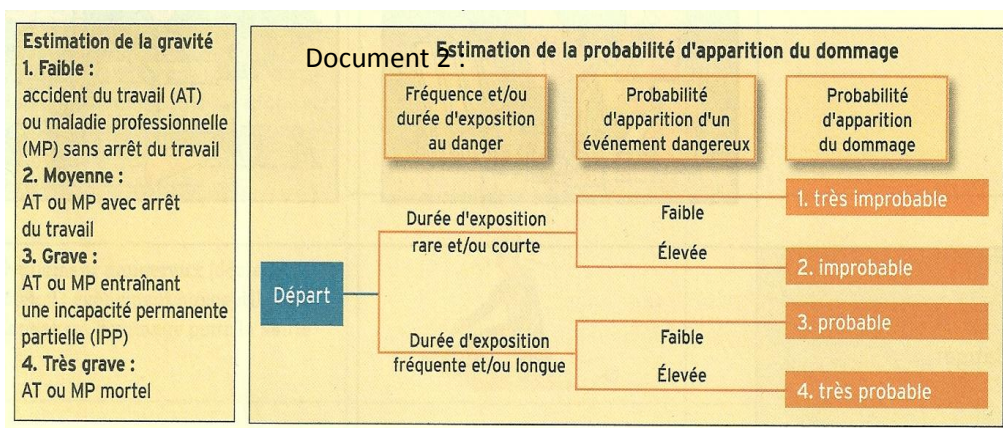 Estimation de la gravité
1. Faible :
accident du travail (AT)
ou maladie professionnelle
(MP) sans arrêt du travail
2. Moyenne :
AT ou MP avec arrêt
du travail
3. Grave :
AT ou MP entraînant
une incapacité permanente
partielle (IPP)
4. Très grave :
AT ou MP mortel
Document 2 :
Estimation de la probabilité d'apparition du dommage
Fréquence et/ou
durée d'exposition
au danger
Probabilité
d'apparition d'un
événement dangereux
Probabilité
d'apparition
du dommage
Départ
Durée d'exposition
rare et/ou courte
Faible
Élevée
1. très improbable
2. improbable
Durée d'exposition
fréquente et/ou longue
Faible
Élevée
3. probable
4. très probable